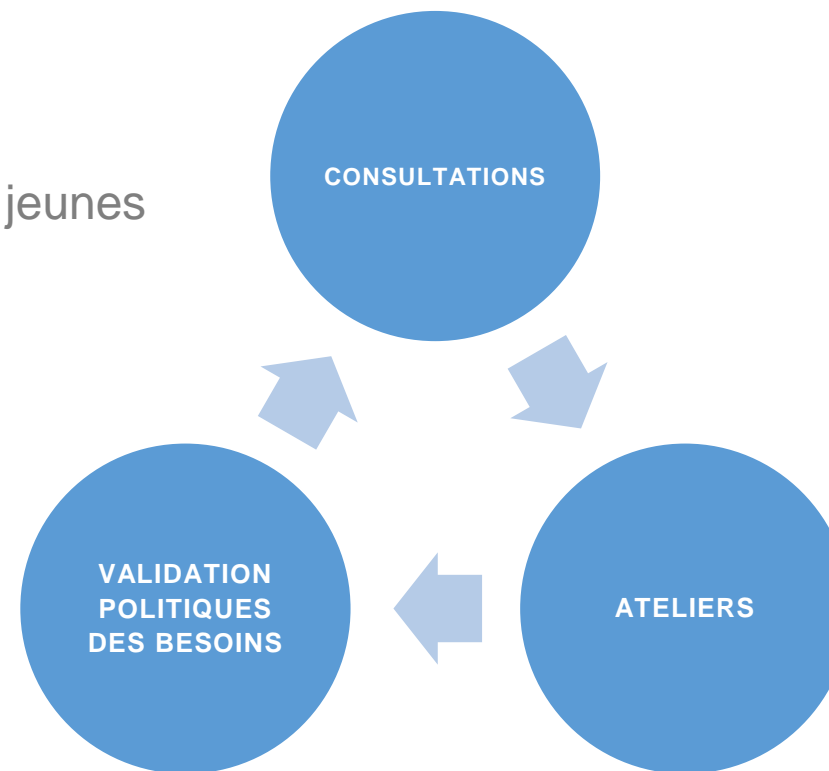 CONSULTATIONS
jeunes
VALIDATION
POLITIQUES
DES BESOINS
ATELIERS